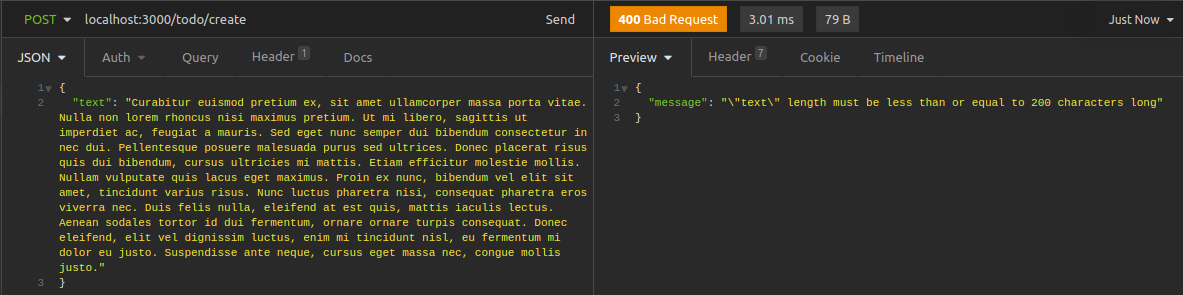 POST localhost:3000/todo/create Send
400 Bad Request 3.01 ms 79 B Just Now
JSON Auth Query Header 1 Docs
Preview Header 7 Cookie Timeline
1 {
2 "text": "Curabitur euismod pretium ex, sit amet ullamcorper massa porta vitae.
Nulla non lorem rhoncus nisi maximus pretium. Ut mi libero, sagittis ut
imperdiet ac, feugiat a mauris. Sed eget nunc semper dui bibendum consectetur in
nec dui. Pellentesque posuere malesuada purus sed ultrices. Donec placerat risus
quis dui bibendum, cursus ultricies mi mattis. Etiam efficitur molestie mollis.
Nullam vulputate quis lacus eget maximus. Proin ex nunc, bibendum vel elit sit
amet, tincidunt varius risus. Nunc luctus pharetra nisi, consequat pharetra eros
viverra nec. Duis felis nulla, eleifend at est quis, mattis iaculis lectus.
Aenean sodales tortor id dui fermentum, ornare ornare turpis consequat. Donec
eleifend, elit vel dignissim luctus, enim mi tincidunt nisl, eu fermentum mi
dolor eu justo. Suspendisse ante neque, cursus eget massa nec, congue mollis
justo."
3 }
1 {
2 "message": "\"text\" length must be less than or equal to 200 characters long"
3 }